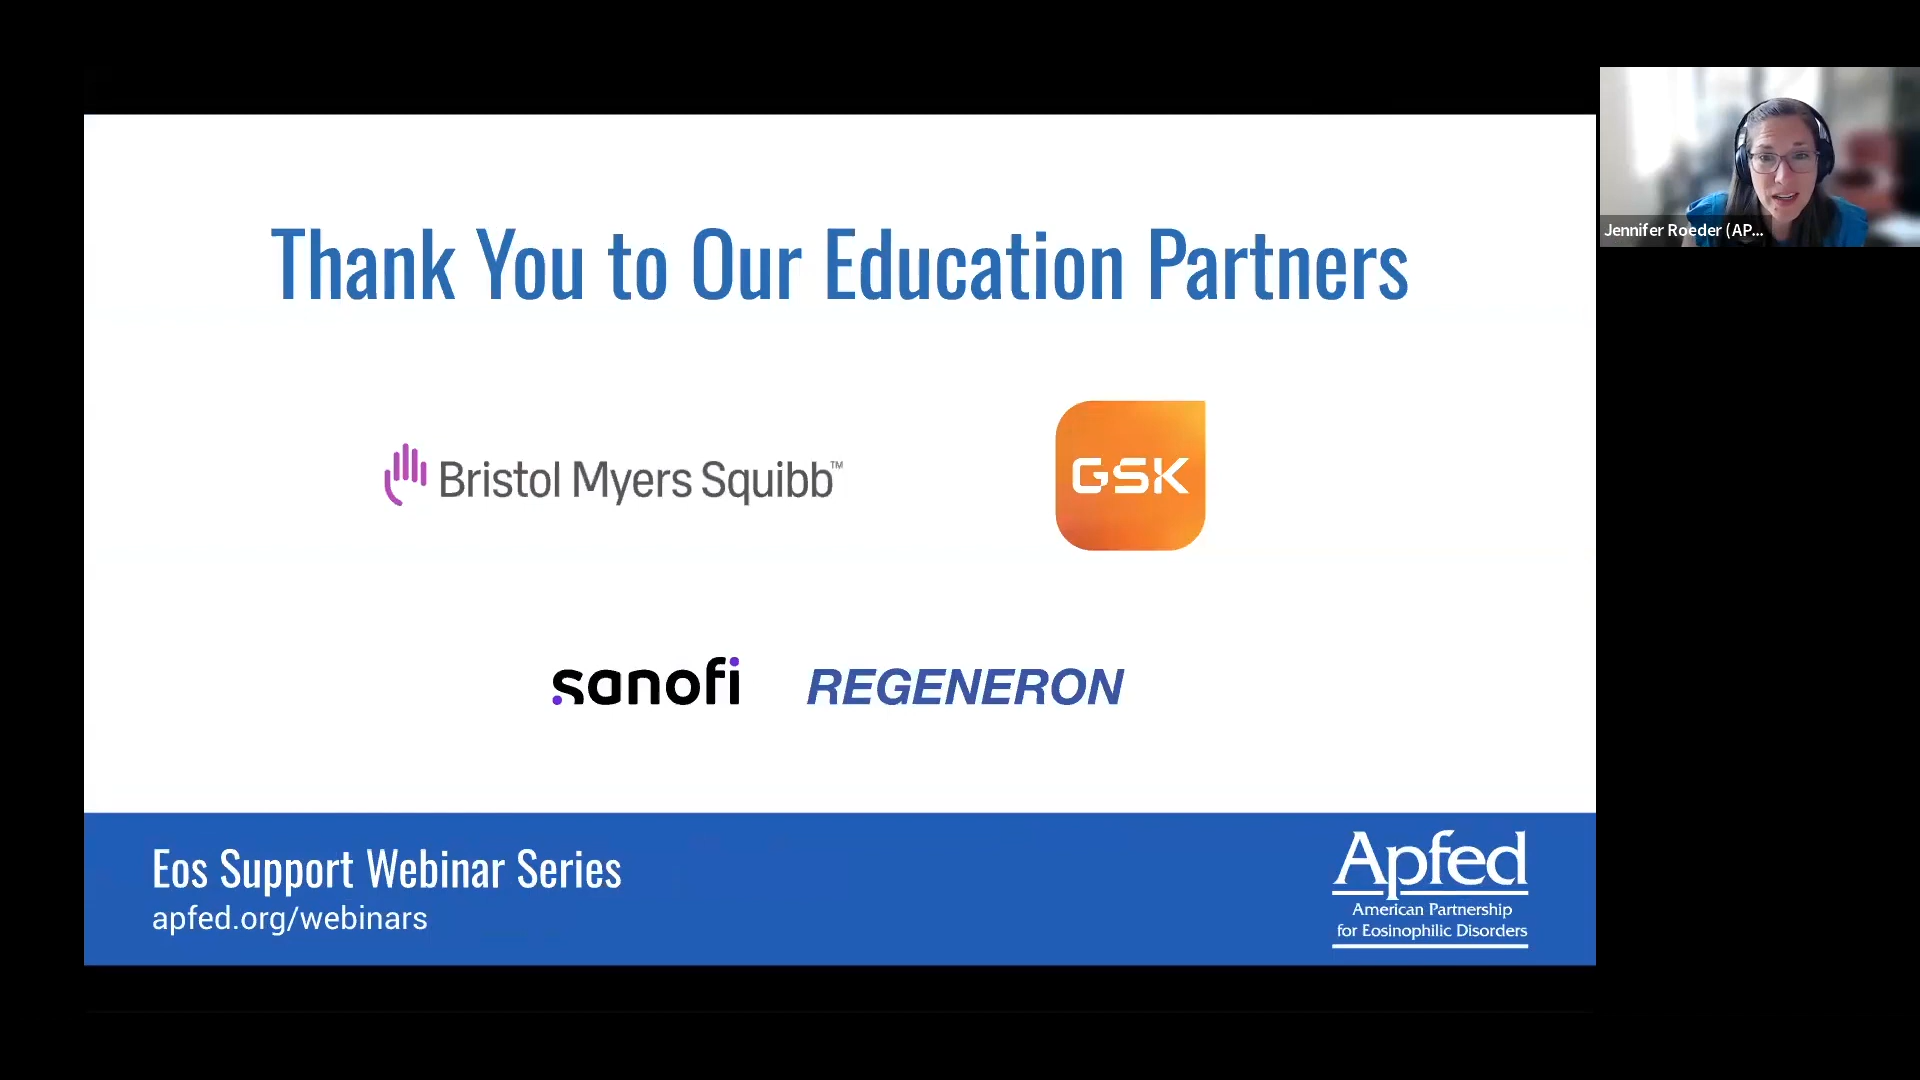 Thank You to Our Education Partners
Bristol Myers Squibb™
GSK
sanofi
REGENERON
Eos Support Webinar Series
apfed.org/webinars
Apfed
American Partnership
for Eosinophilic Disorders
Jennifer Roeder (AP...